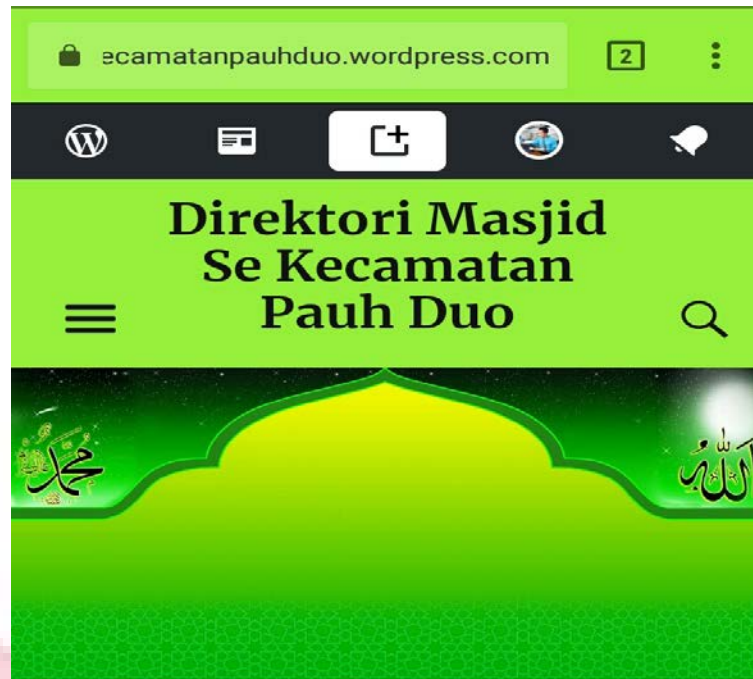 ecamatanpauhduo.wordpress.com
2
Direktori Masjid
Se Kecamatan
Pauh Duo
محمد
الله